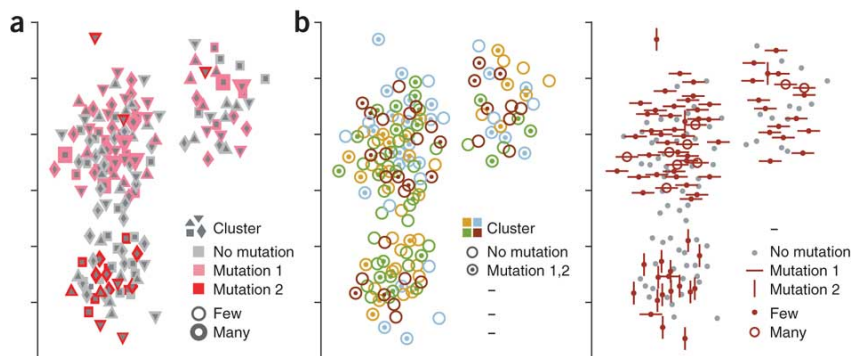 a
Cluster
No mutation
Mutation 1
Mutation 2
Few
Many
b
Cluster
No mutation
Mutation 1,2
–
–
–
–
No mutation
Mutation 1
Mutation 2
Few
Many